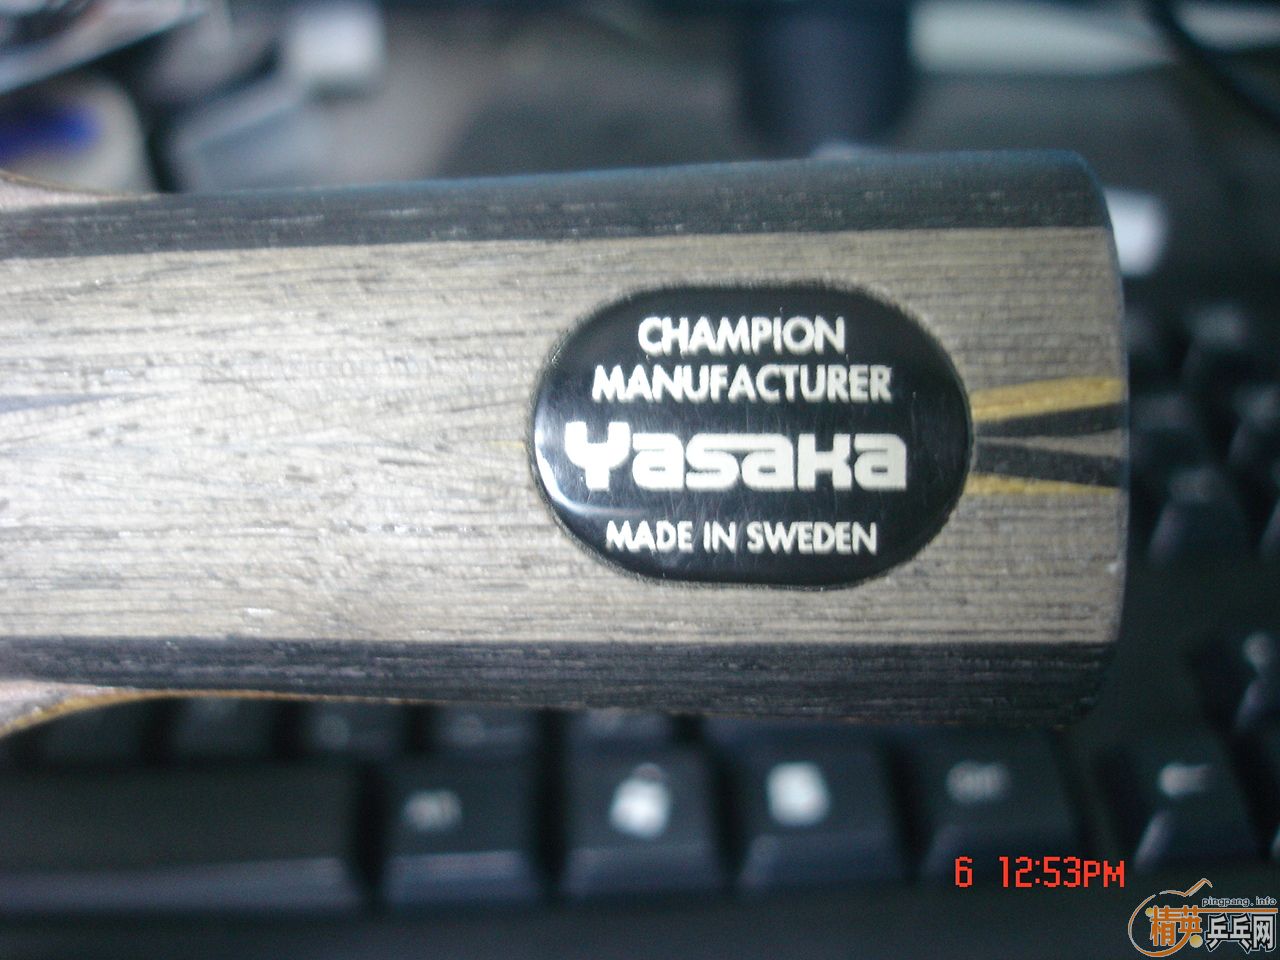 CHAMPION
MANUFACTURER
Yasaka
MADE IN SWEDEN
6 12:53PM
pingpang.info
精英乒乓网